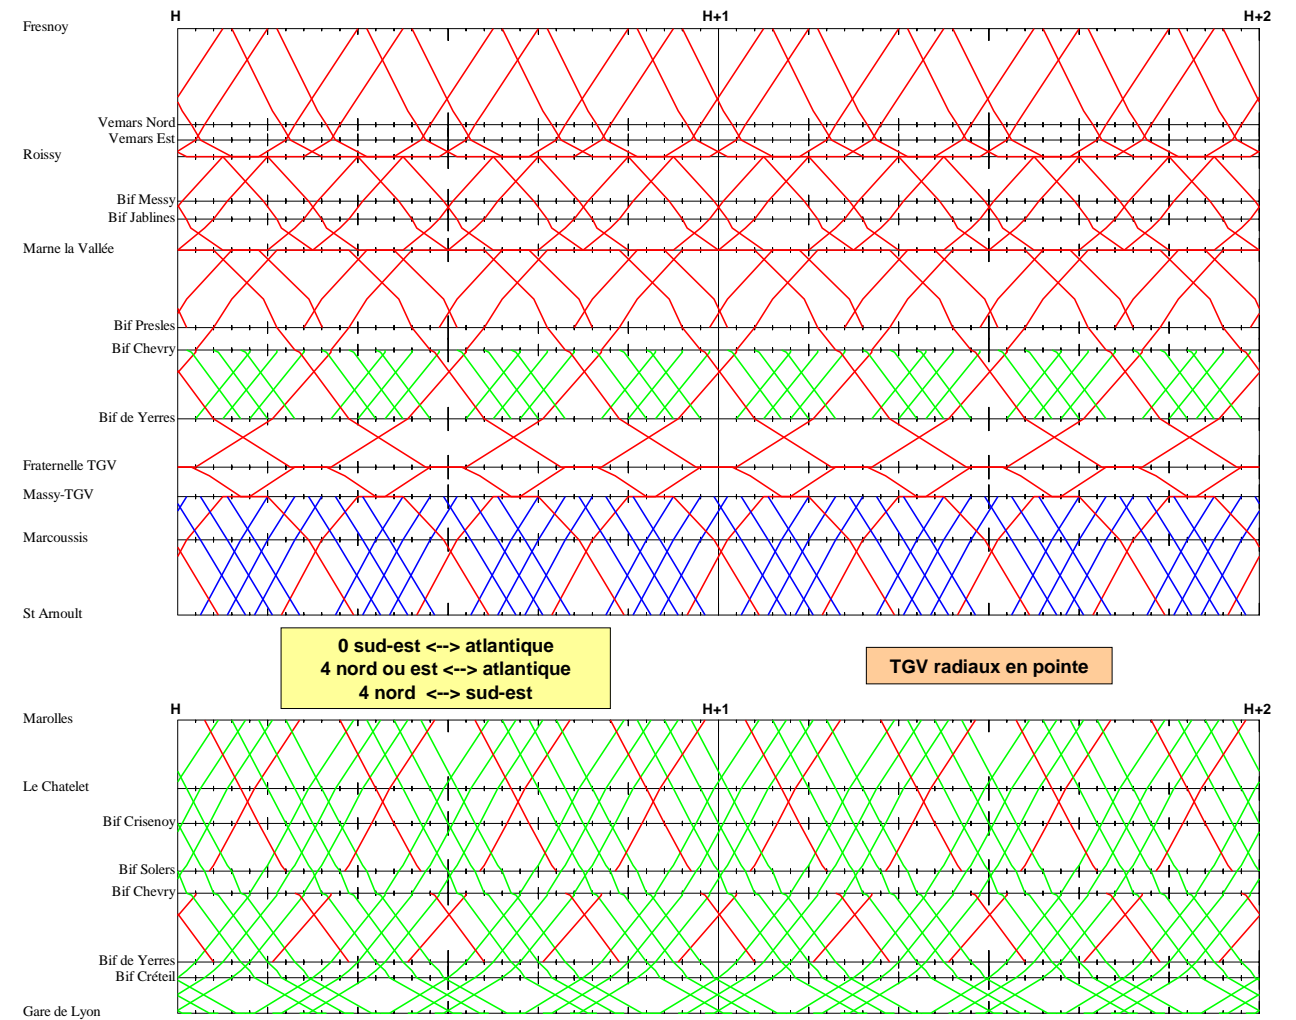 H H+1 H+2
Fresnoy
Vemars Nord
Vemars Est
Roissy
Bif Messy
Bif Jablines
Marne la Vallée
Bif Presles
Bif Chevry
Bif de Yerres
Fraternelle TGV
Massy-TGV
Marcoussis
St Arnoult
0 sud-est <--> atlantique
4 nord ou est <--> atlantique
4 nord <--> sud-est
TGV radiaux en pointe
H H+1 H+2
Marolles
Le Chatelet
Bif Crisenoy
Bif Solers
Bif Chevry
Bif de Yerres
Bif Créteil
Gare de Lyon